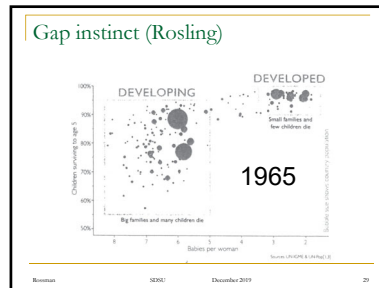 Gap instinct (Rosling)
DEVELOPING
DEVELOPED
Children surviving to age 5
100%
90%
80%
70%
60%
50%
Small families and
few children die
1965
Big families and many children die
8 7 6 5 4 3 2
Babies per woman
Rossman SDSU December 2019 29